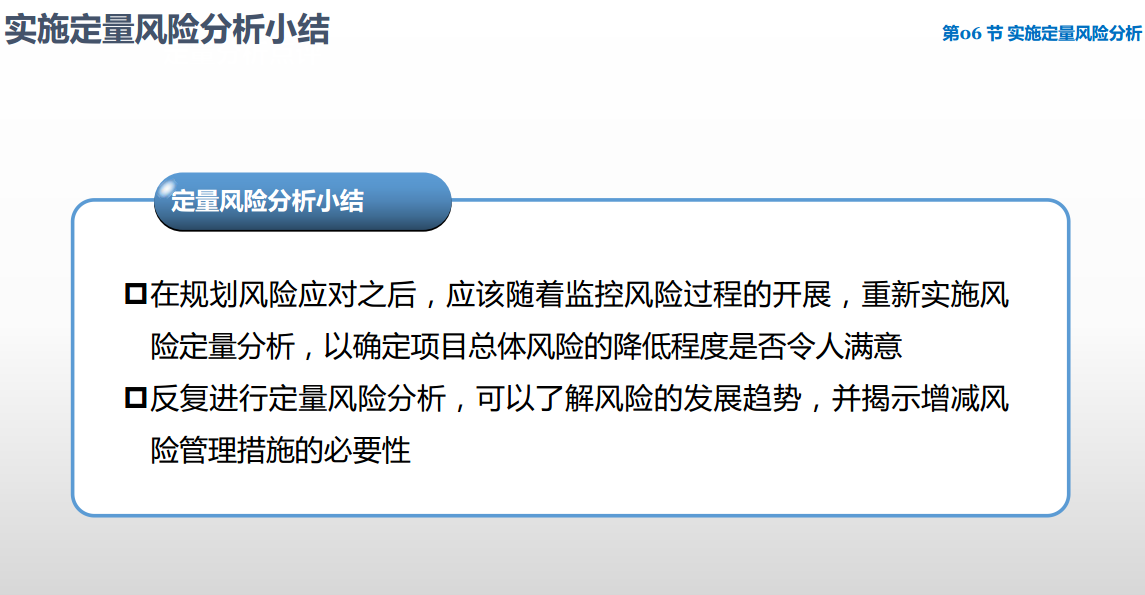 实施定量风险分析小结
第06 节 实施定量风险分析
定量风险分析小结
在规划风险应对之后，应该随着监控风险过程的开展，重新实施风
险定量分析，以确定项目总体风险的降低程度是否令人满意
反复进行定量风险分析，可以了解风险的发展趋势，并揭示增减风
险管理措施的必要性